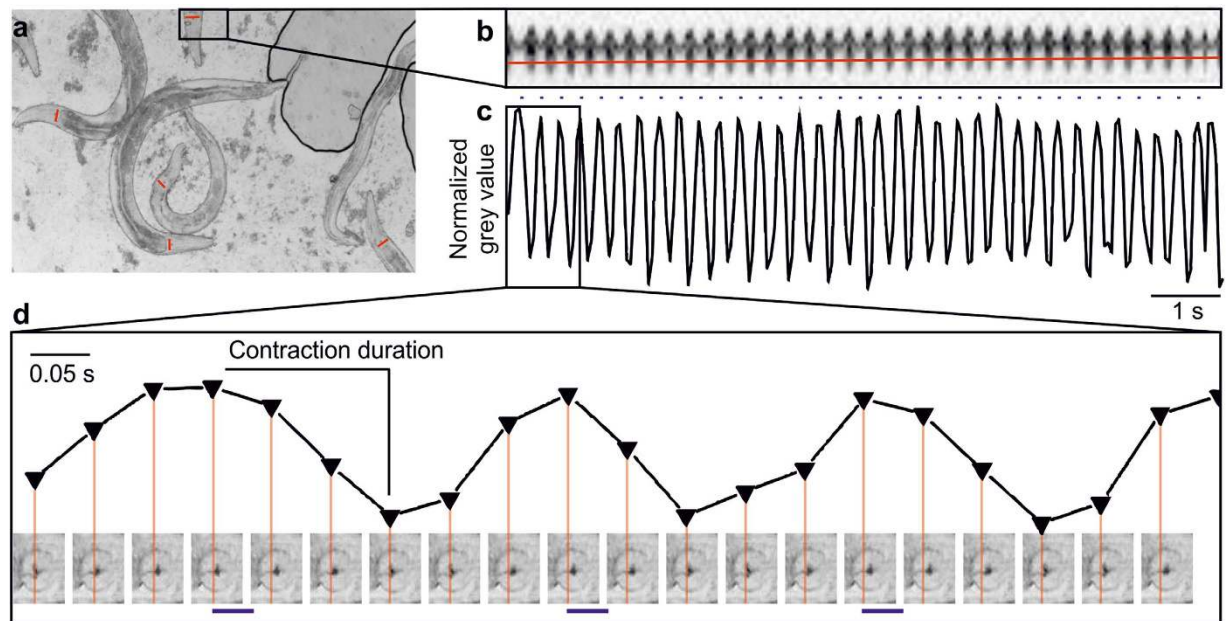 a
b
c
Normalized
grey value
1 s
d
Contraction duration
0.05 s